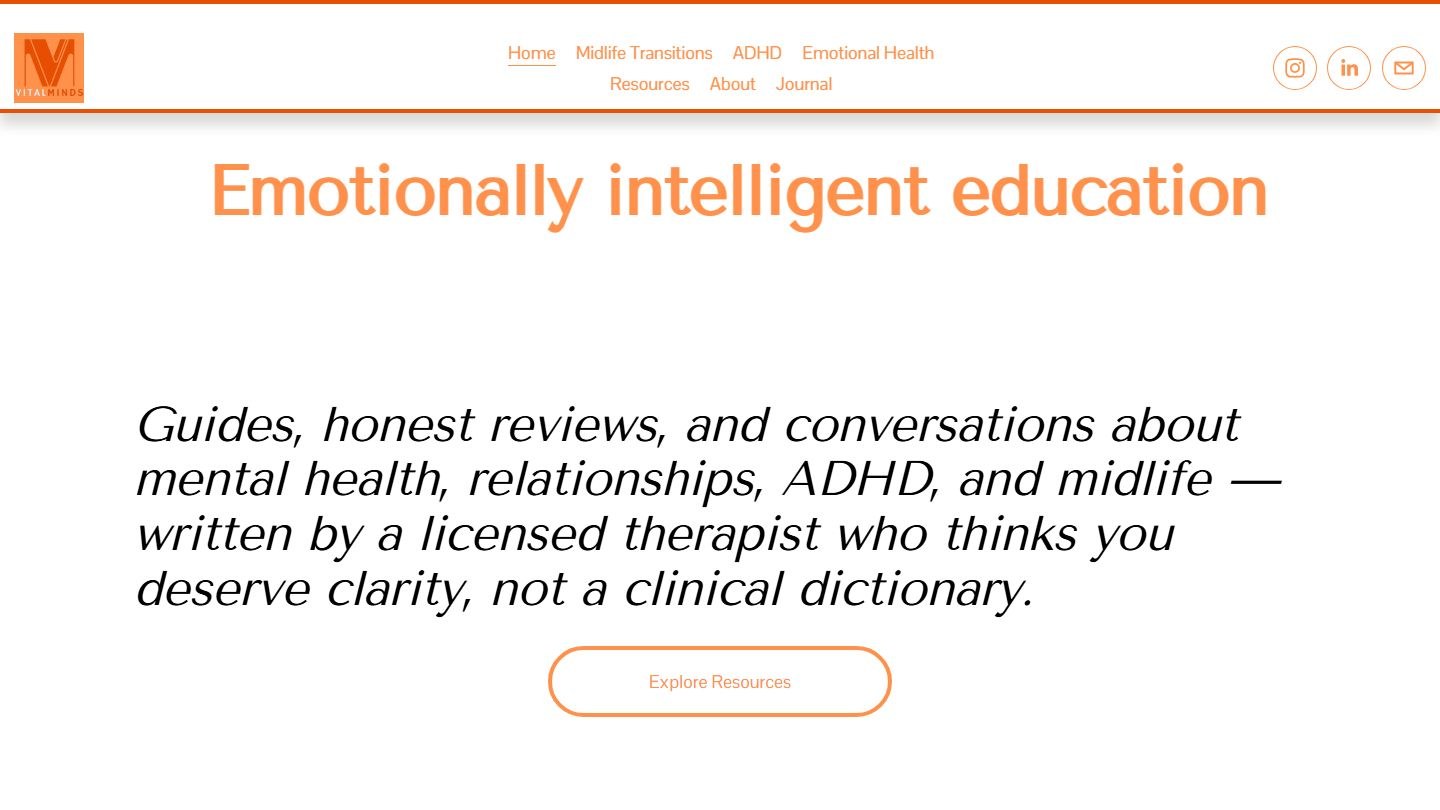 VITALMINDS
Home Midlife Transitions ADHD Emotional Health
Resources About Journal
Emotionally intelligent education
Guides, honest reviews, and conversations about
mental health, relationships, ADHD, and midlife —
written by a licensed therapist who thinks you
deserve clarity, not a clinical dictionary.
Explore Resources